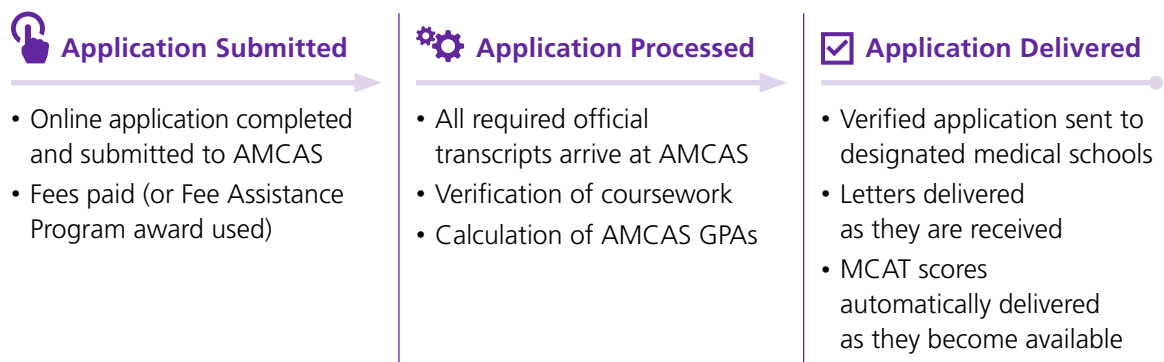 Application Submitted
• Online application completed
and submitted to AMCAS
• Fees paid (or Fee Assistance
Program award used)
Application Processed
• All required official
transcripts arrive at AMCAS
• Verification of coursework
• Calculation of AMCAS GPAs
Application Delivered
• Verified application sent to
designated medical schools
• Letters delivered
as they are received
• MCAT scores
automatically delivered
as they become available